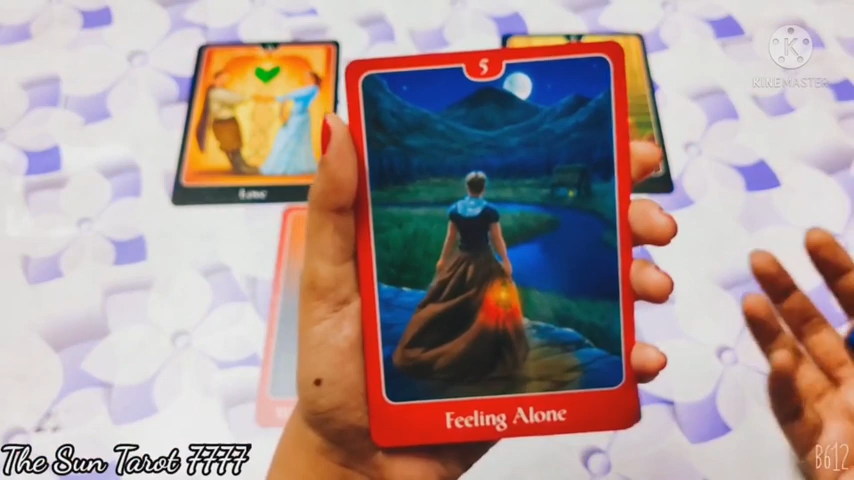 5
KINEMASTER
Love
Feeling Alone
The Sun Tarot 7777
B612